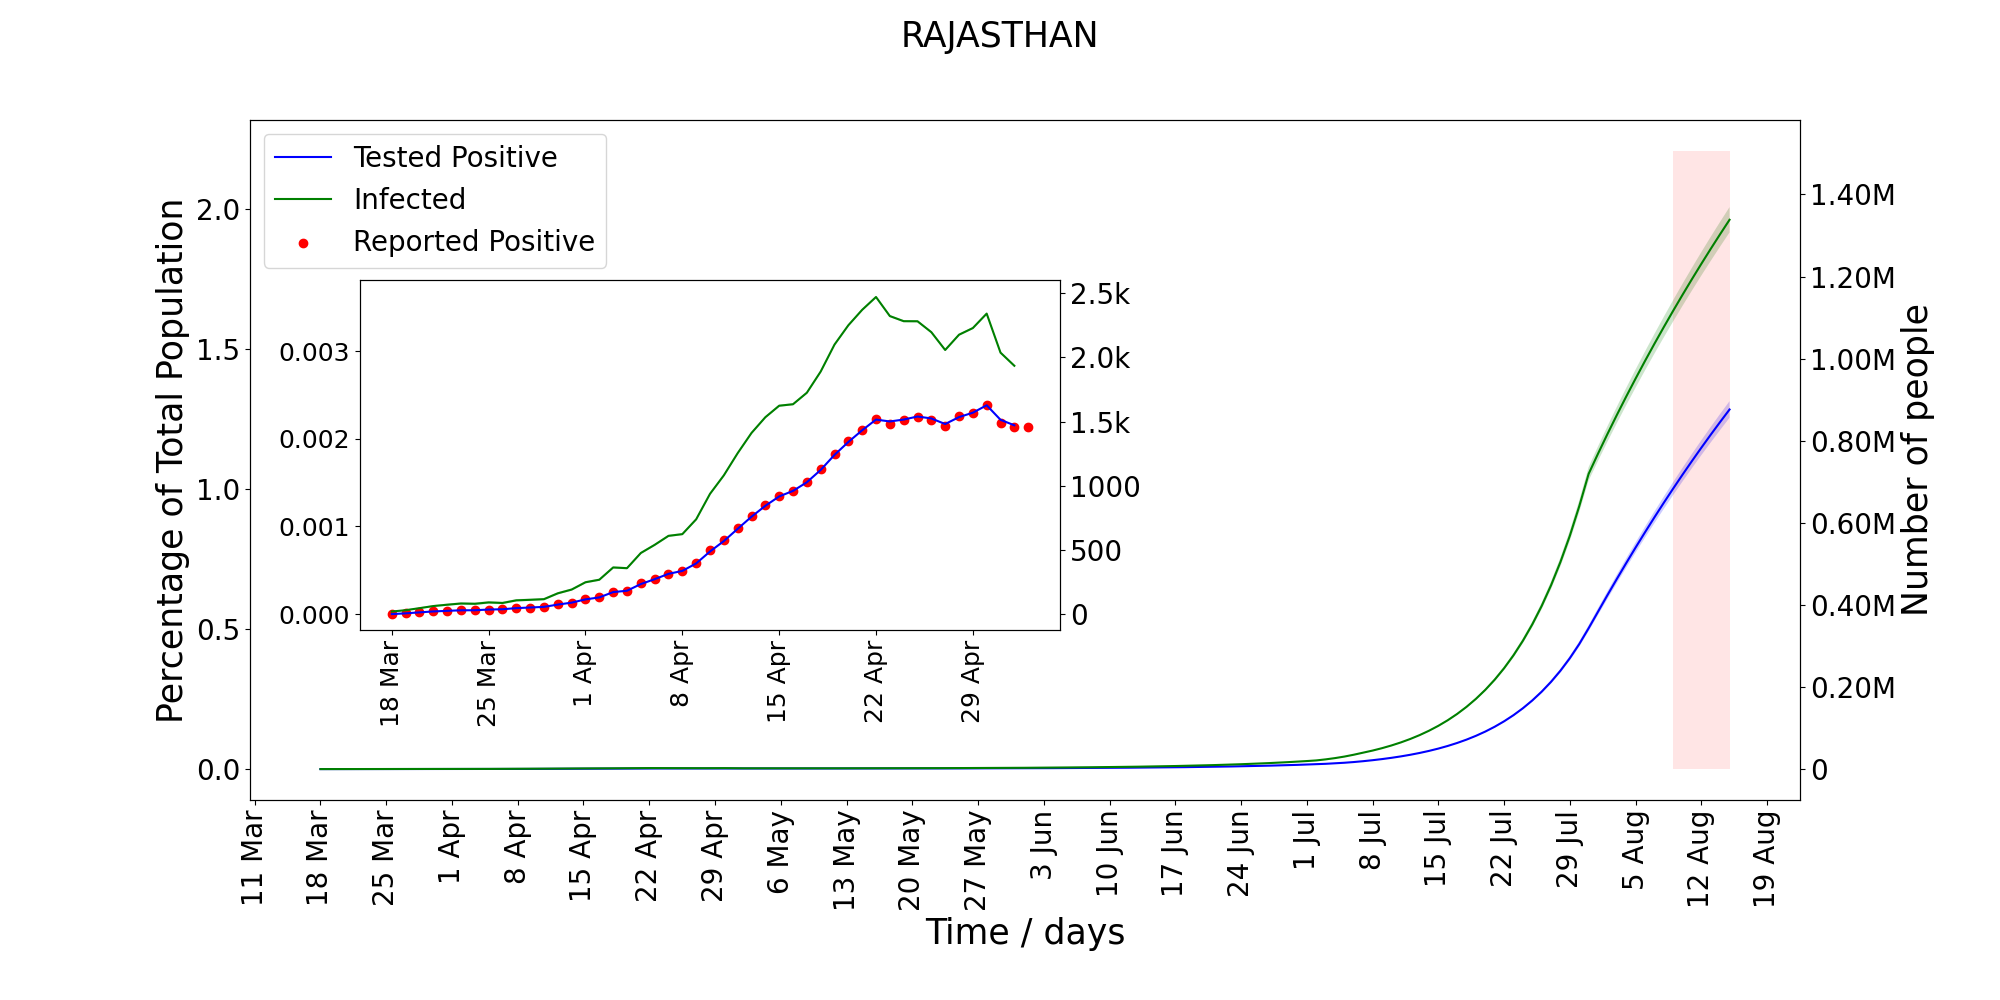 RAJASTHAN
Tested Positive
Infected
Reported Positive
Percentage of Total Population
2.0
1.5
1.0
0.5
0.0
1.40M
1.20M
1.00M
0.80M
0.60M
0.40M
0.20M
0
Number of people
0.003
0.002
0.001
0.000
2.5k
2.0k
1.5k
1000
500
0
18 Mar
25 Mar
1 Apr
8 Apr
15 Apr
22 Apr
29 Apr
11 Mar
18 Mar
25 Mar
1 Apr
8 Apr
15 Apr
22 Apr
29 Apr
6 May
13 May
20 May
27 May
3 Jun
10 Jun
17 Jun
24 Jun
1 Jul
8 Jul
15 Jul
22 Jul
29 Jul
5 Aug
12 Aug
19 Aug
Time / days